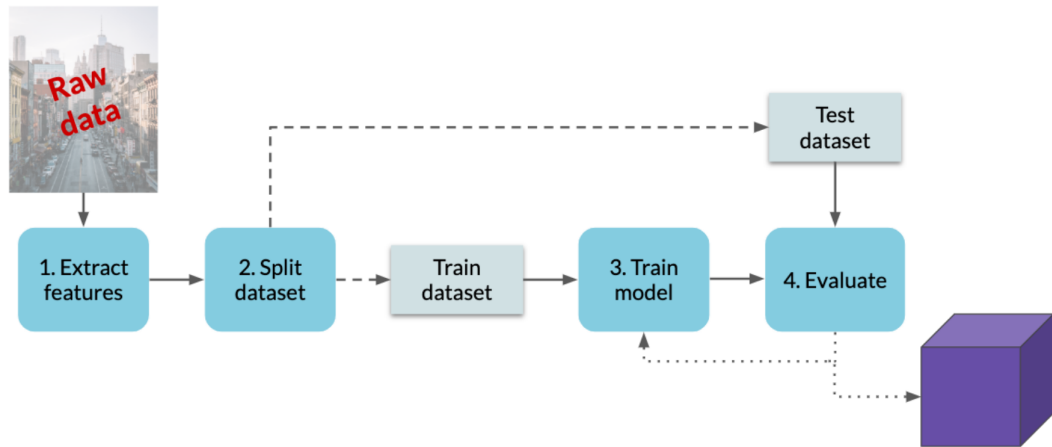 Raw
data
Test
dataset
1. Extract
features
2. Split
dataset
Train
dataset
3. Train
model
4. Evaluate